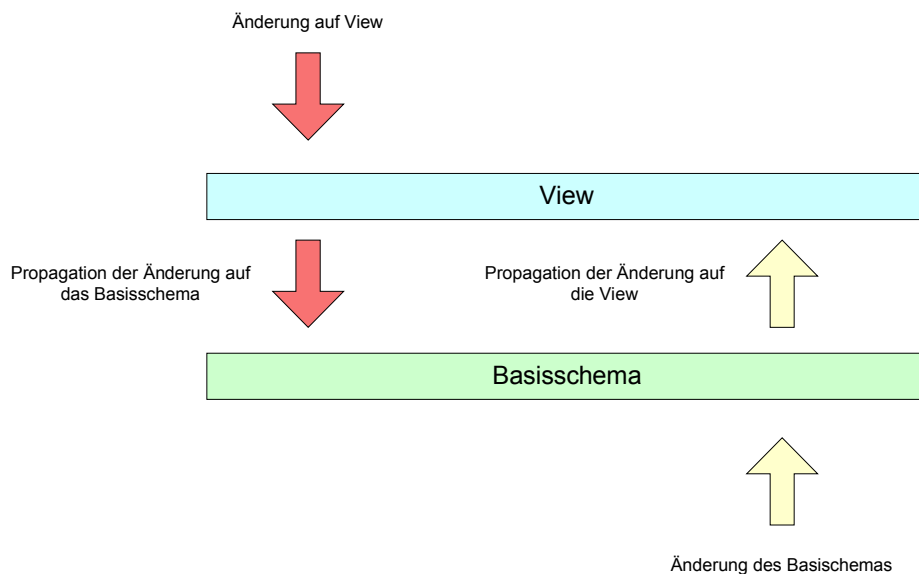 Änderung auf View
View
Propagation der Änderung auf
das Basisschema
Propagation der Änderung auf
die View
Basisschema
Änderung des Basischemas